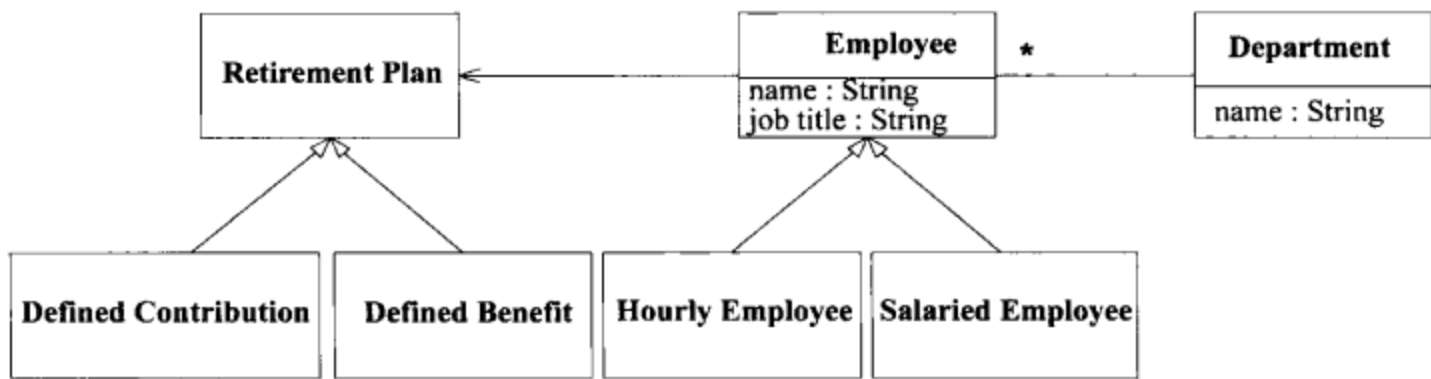 Retirement Plan
Employee
name : String
job title : String
*
Department
name : String
Defined Contribution
Defined Benefit
Hourly Employee
Salaried Employee